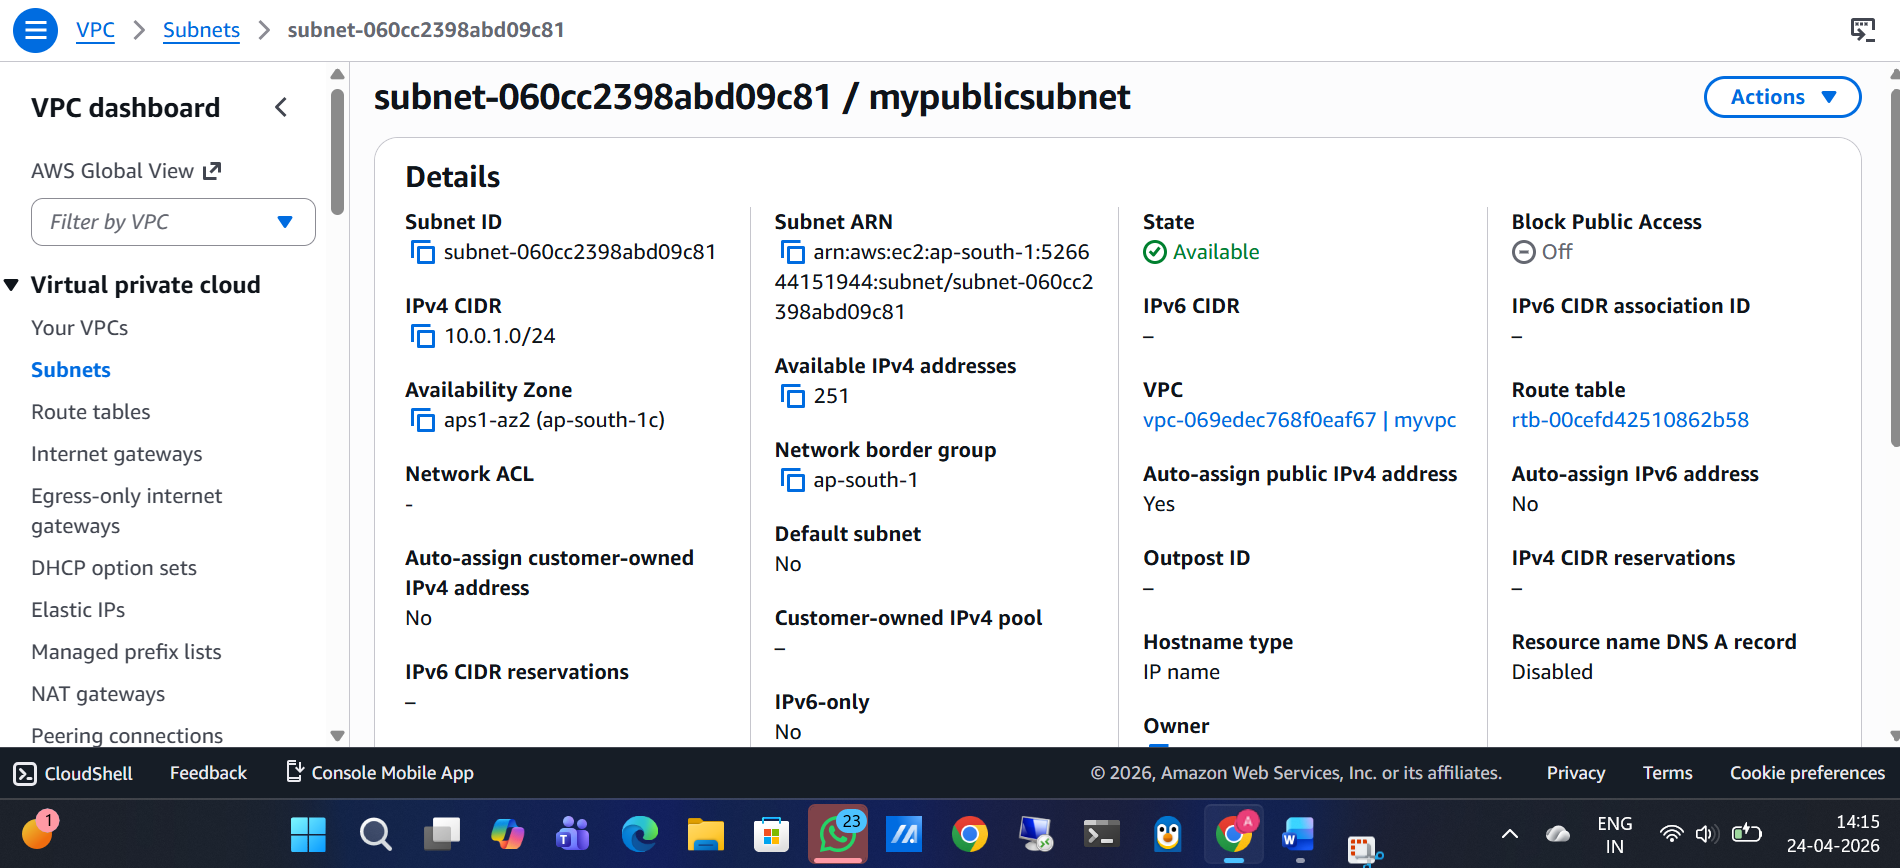 VPC > Subnets > subnet-060cc2398abd09c81
VPC dashboard
AWS Global View
Filter by VPC
Virtual private cloud
Your VPCs
Subnets
Route tables
Internet gateways
Egress-only internet
gateways
DHCP option sets
Elastic IPs
Managed prefix lists
NAT gateways
Peering connections
subnet-060cc2398abd09c81 / mypublicsubnet
Actions
Details
Subnet ID
subnet-060cc2398abd09c81
IPv4 CIDR
10.0.1.0/24
Availability Zone
aps1-az2 (ap-south-1c)
Network ACL
-
Auto-assign customer-owned
IPv4 address
No
IPv6 CIDR reservations
–
Subnet ARN
arn:aws:ec2:ap-south-1:5266
44151944:subnet/subnet-060cc2
398abd09c81
Available IPv4 addresses
251
Network border group
ap-south-1
Default subnet
No
Customer-owned IPv4 pool
–
IPv6-only
No
State
Available
IPv6 CIDR
–
VPC
vpc-069edec768f0eaf67 | myvpc
Auto-assign public IPv4 address
Yes
Outpost ID
–
Hostname type
IP name
Owner
Block Public Access
Off
IPv6 CIDR association ID
–
Route table
rtb-00cefd42510862b58
Auto-assign IPv6 address
No
IPv4 CIDR reservations
–
Resource name DNS A record
Disabled
CloudShell Feedback Console Mobile App © 2026, Amazon Web Services, Inc. or its affiliates. Privacy Terms Cookie preferences
1
T
23
A
W
ENG
IN
14:15
24-04-2026